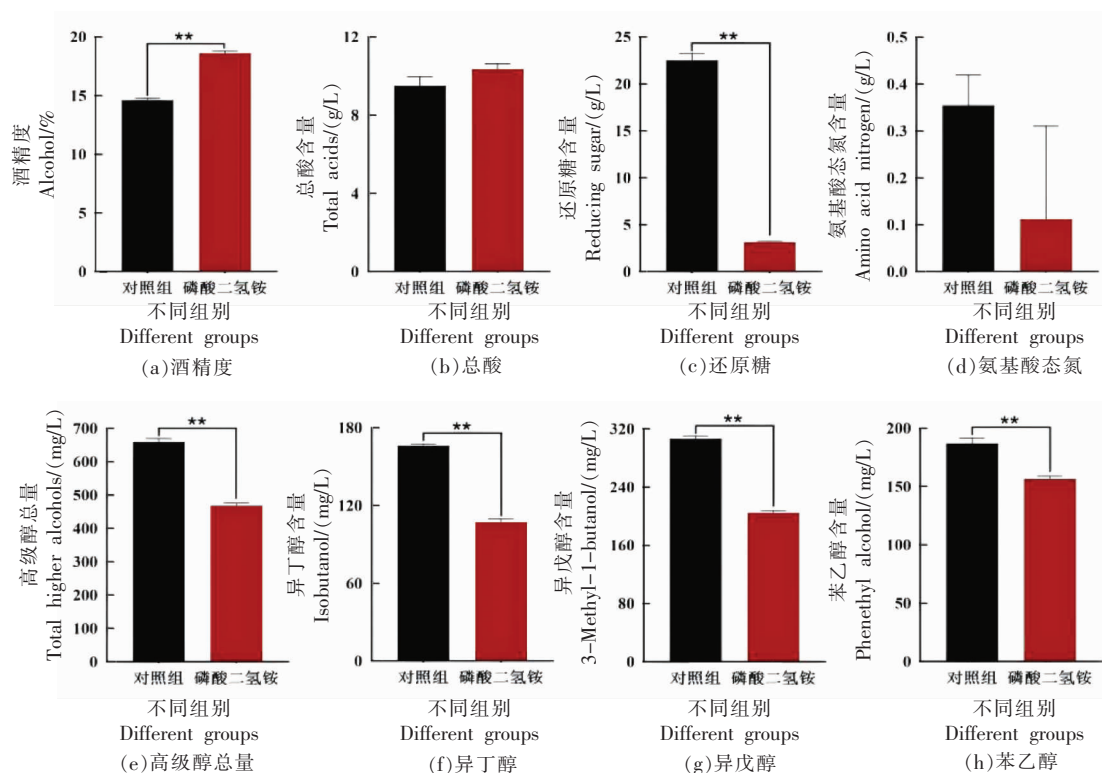 酒精度
Alcohol/%
20
15
10
5
0
**
对照组 磷酸二氢铵
不同组别
Different groups
(a)酒精度
总酸含量
Total acids/(g/L)
12
9
6
3
0
对照组 磷酸二氢铵
不同组别
Different groups
(b)总酸
还原糖含量
Reducing sugar/(g/L)
25
20
15
10
5
0
**
对照组 磷酸二氢铵
不同组别
Different groups
(c)还原糖
氨基酸态氮含量
Amino acid nitrogen/(g/L)
0.5
0.4
0.3
0.2
0.1
0.0
对照组 磷酸二氢铵
不同组别
Different groups
(d)氨基酸态氮
高级醇总量
Total higher alcohols/(mg/L)
700
600
500
400
300
200
100
0
**
对照组 磷酸二氢铵
不同组别
Different groups
(e)高级醇总量
异丁醇含量
Isobutanol/(mg/L)
180
120
60
0
**
对照组 磷酸二氢铵
不同组别
Different groups
(f)异丁醇
异戊醇含量
3-Methyl-1-butanol/(mg/L)
320
240
160
80
0
**
对照组 磷酸二氢铵
不同组别
Different groups
(g)异戊醇
苯乙醇含量
Phenethyl alcohol/(mg/L)
200
150
100
50
0
**
对照组 磷酸二氢铵
不同组别
Different groups
(h)苯乙醇